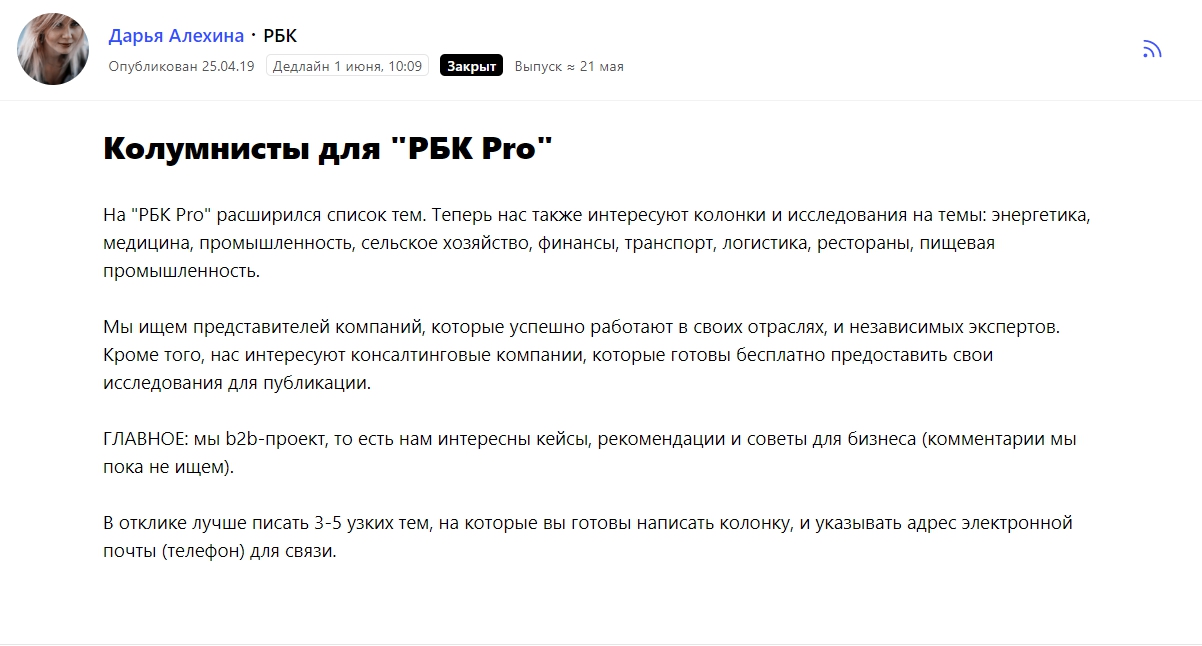 Дарья Алехина · РБК
Опубликован 25.04.19 Дедлайн 1 июня, 10:09 Закрыт Выпуск ≈ 21 мая
Колумнисты для "РБК Pro"
На "РБК Pro" расширился список тем. Теперь нас также интересуют колонки и исследования на темы: энергетика,
медицина, промышленность, сельское хозяйство, финансы, транспорт, логистика, рестораны, пищевая
промышленность.
Мы ищем представителей компаний, которые успешно работают в своих отраслях, и независимых экспертов.
Кроме того, нас интересуют консалтинговые компании, которые готовы бесплатно предоставить свои
исследования для публикации.
ГЛАВНОЕ: мы b2b-проект, то есть нам интересны кейсы, рекомендации и советы для бизнеса (комментарии мы
пока не ищем).
В отклике лучше писать 3-5 узких тем, на которые вы готовы написать колонку, и указывать адрес электронной
почты (телефон) для связи.